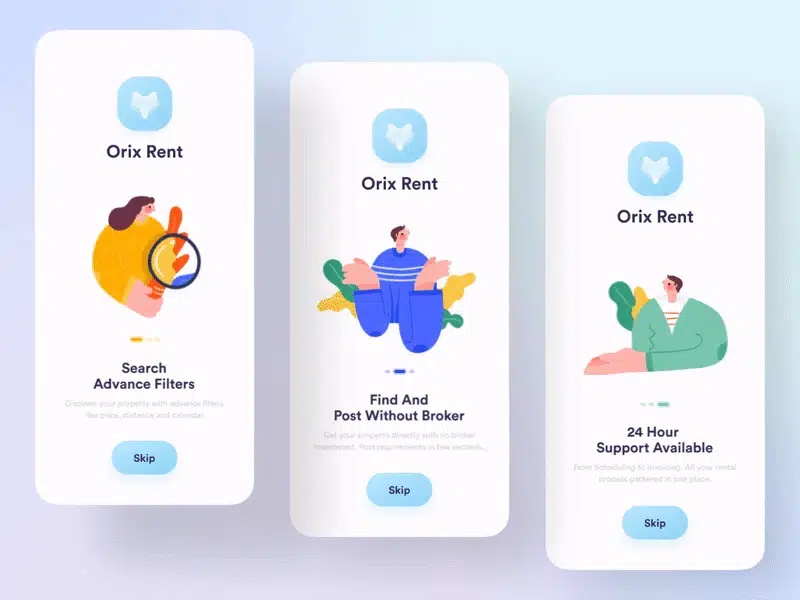 Orix Rent
Search
Advance Filters
Discover your property with advance filters
like price, distance and calendar
Skip
Orix Rent
Find And
Post Without Broker
Get your property directly with no broker
investment. Post requirements in few seconds..
Skip
Orix Rent
24 Hour
Support Available
From Scheduling to Invoicing. All your rental
process gathered in one place.
Skip